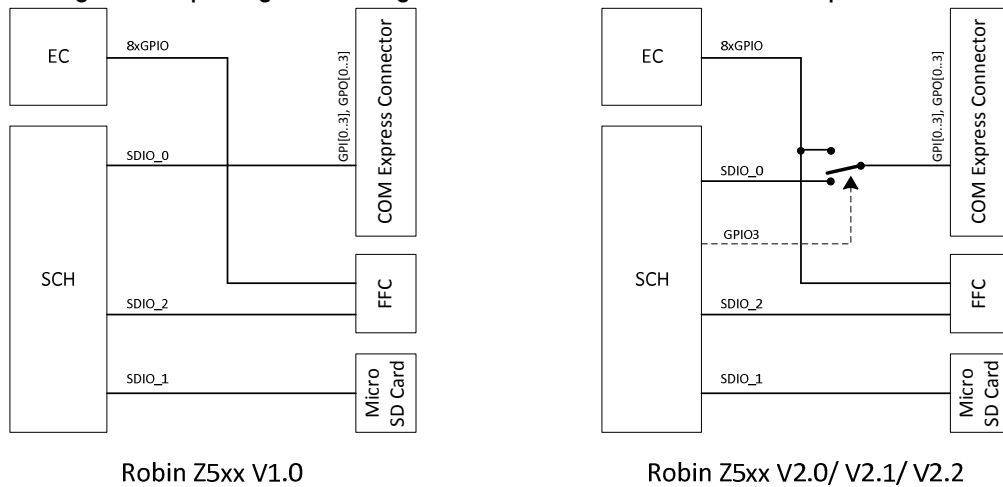 EC
8xGPIO
GPI[0..3], GPO[0..3]
COM Express Connector
SDIO_0
SCH
FFC
SDIO_2
SDIO_1
Micro
SD Card
Robin Z5xx V1.0
EC
8xGPIO
GPI[0..3], GPO[0..3]
COM Express Connector
SDIO_0
GPIO3
SCH
FFC
SDIO_2
SDIO_1
Micro
SD Card
Robin Z5xx V2.0/ V2.1/ V2.2